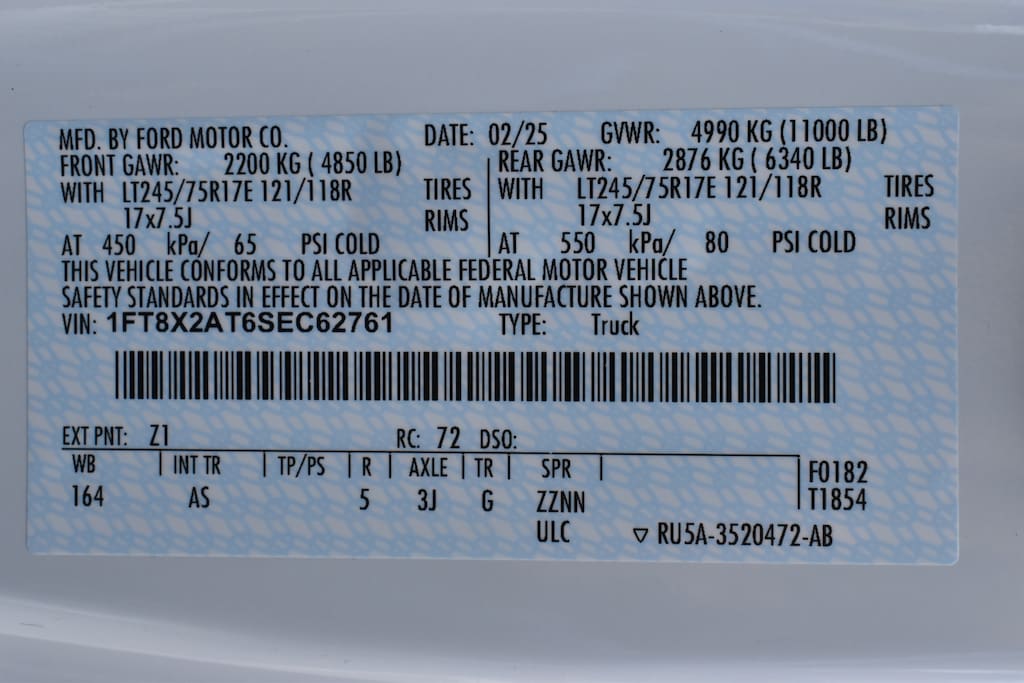 MFD. BY FORD MOTOR CO. DATE: 02/25 GVWR: 4990 KG (11000 LB)
FRONT GAWR: 2200 KG ( 4850 LB) REAR GAWR: 2876 KG ( 6340 LB)
WITH LT245/75R17E 121/118R TIRES WITH LT245/75R17E 121/118R TIRES
17x7.5J RIMS 17x7.5J RIMS
AT 450 kPa/ 65 PSI COLD AT 550 kPa/ 80 PSI COLD
THIS VEHICLE CONFORMS TO ALL APPLICABLE FEDERAL MOTOR VEHICLE
SAFETY STANDARDS IN EFFECT ON THE DATE OF MANUFACTURE SHOWN ABOVE.
VIN: 1FT8X2AT6SEC62761 TYPE: Truck
EXT PNT: Z1 RC: 72 DSO:
WB INT TR TP/PS R AXLE TR SPR F0182
164 AS 5 3J G ZZNN T1854
ULC RU5A-3520472-AB